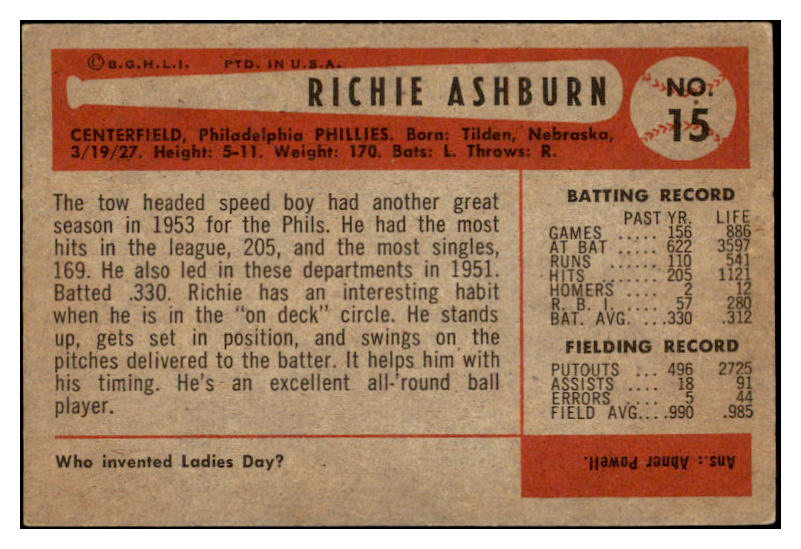 © B.G.H.L.I. PTD. IN U.S.A.
RICHIE ASHBURN
NO.
15
CENTERFIELD, Philadelphia PHILLIES. Born: Tilden, Nebraska,
3/19/27. Height: 5-11. Weight: 170. Bats: L. Throws: R.
The tow headed speed boy had another great
season in 1953 for the Phils. He had the most
hits in the league, 205, and the most singles,
169. He also led in these departments in 1951.
Batted .330. Richie has an interesting habit
when he is in the "on deck" circle. He stands
up, gets set in position, and swings on the
pitches delivered to the batter. It helps him with
his timing. He's an excellent all-'round ball
player.
BATTING RECORD
PAST YR. LIFE
GAMES ..... 156 886
AT BAT .... 622 3597
RUNS ..... 110 541
HITS ..... 205 1121
HOMERS .... 2 12
R. B. I. .... 57 280
BAT. AVG. ...330 .312
FIELDING RECORD
PUTOUTS ... 496 2725
ASSISTS .... 18 91
ERRORS .... 5 44
FIELD AVG....990 .985
Who invented Ladies Day?
Ans.: Abner Powell.